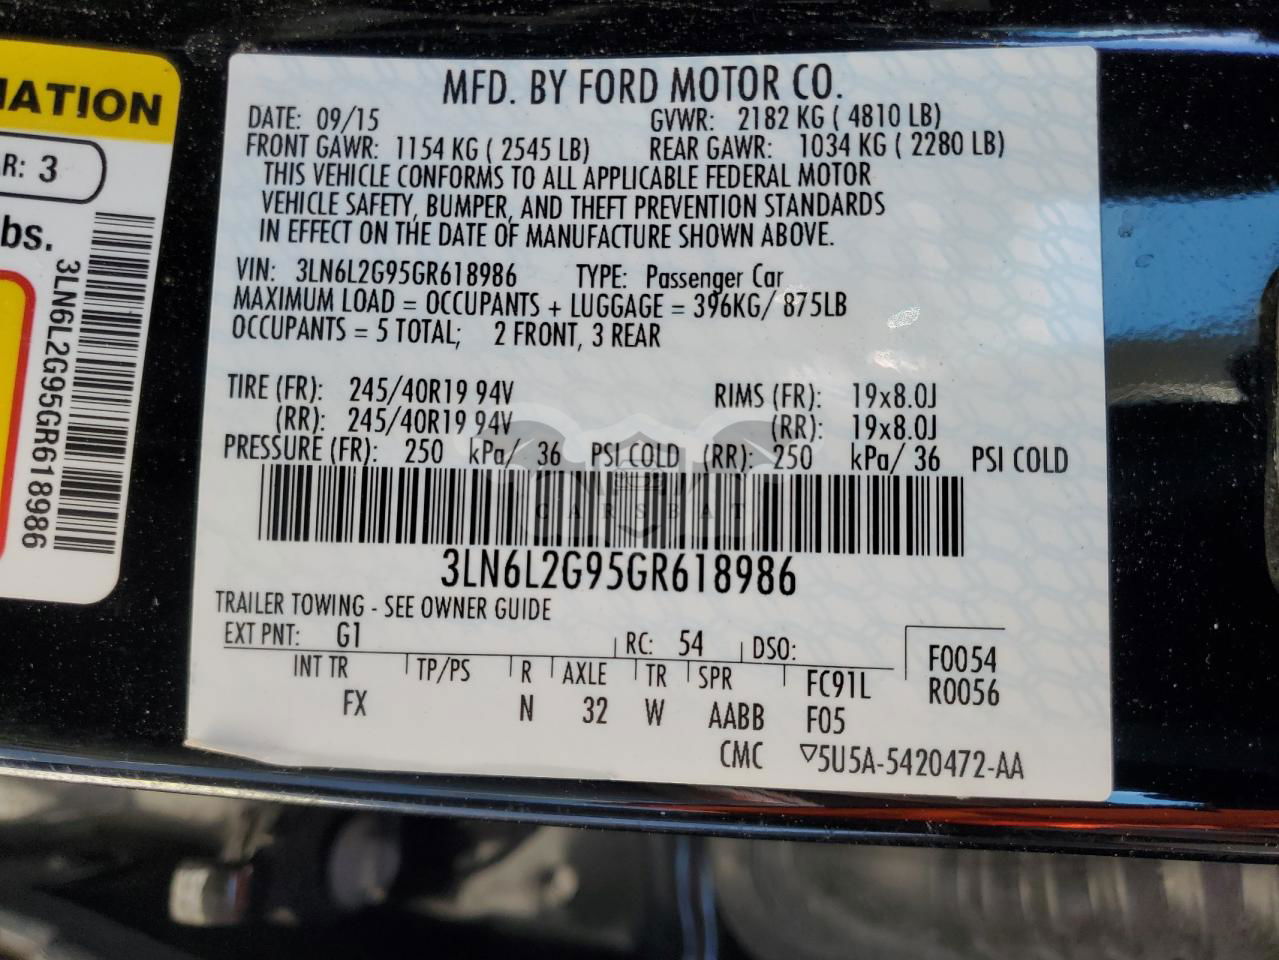 MATION
R: 3
bs.
3LN6L2G95GR618986
MFD. BY FORD MOTOR CO.
DATE: 09/15 GVWR: 2182 KG ( 4810 LB)
FRONT GAWR: 1154 KG ( 2545 LB) REAR GAWR: 1034 KG ( 2280 LB)
THIS VEHICLE CONFORMS TO ALL APPLICABLE FEDERAL MOTOR
VEHICLE SAFETY, BUMPER, AND THEFT PREVENTION STANDARDS
IN EFFECT ON THE DATE OF MANUFACTURE SHOWN ABOVE.
VIN: 3LN6L2G95GR618986 TYPE: Passenger Car
MAXIMUM LOAD = OCCUPANTS + LUGGAGE = 396KG/ 875LB
OCCUPANTS = 5 TOTAL; 2 FRONT, 3 REAR
TIRE (FR): 245/40R19 94V RIMS (FR): 19x8.0J
(RR): 245/40R19 94V (RR): 19x8.0J
PRESSURE (FR): 250 kPa/ 36 PSI COLD (RR): 250 kPa/ 36 PSI COLD
CARSBAT
3LN6L2G95GR618986
TRAILER TOWING - SEE OWNER GUIDE
EXT PNT: G1 RC: 54 DSO: F0054
INT TR TP/PS R AXLE TR SPR FC91L R0056
FX N 32 W AABB F05
CMC ▽5U5A-5420472-AA